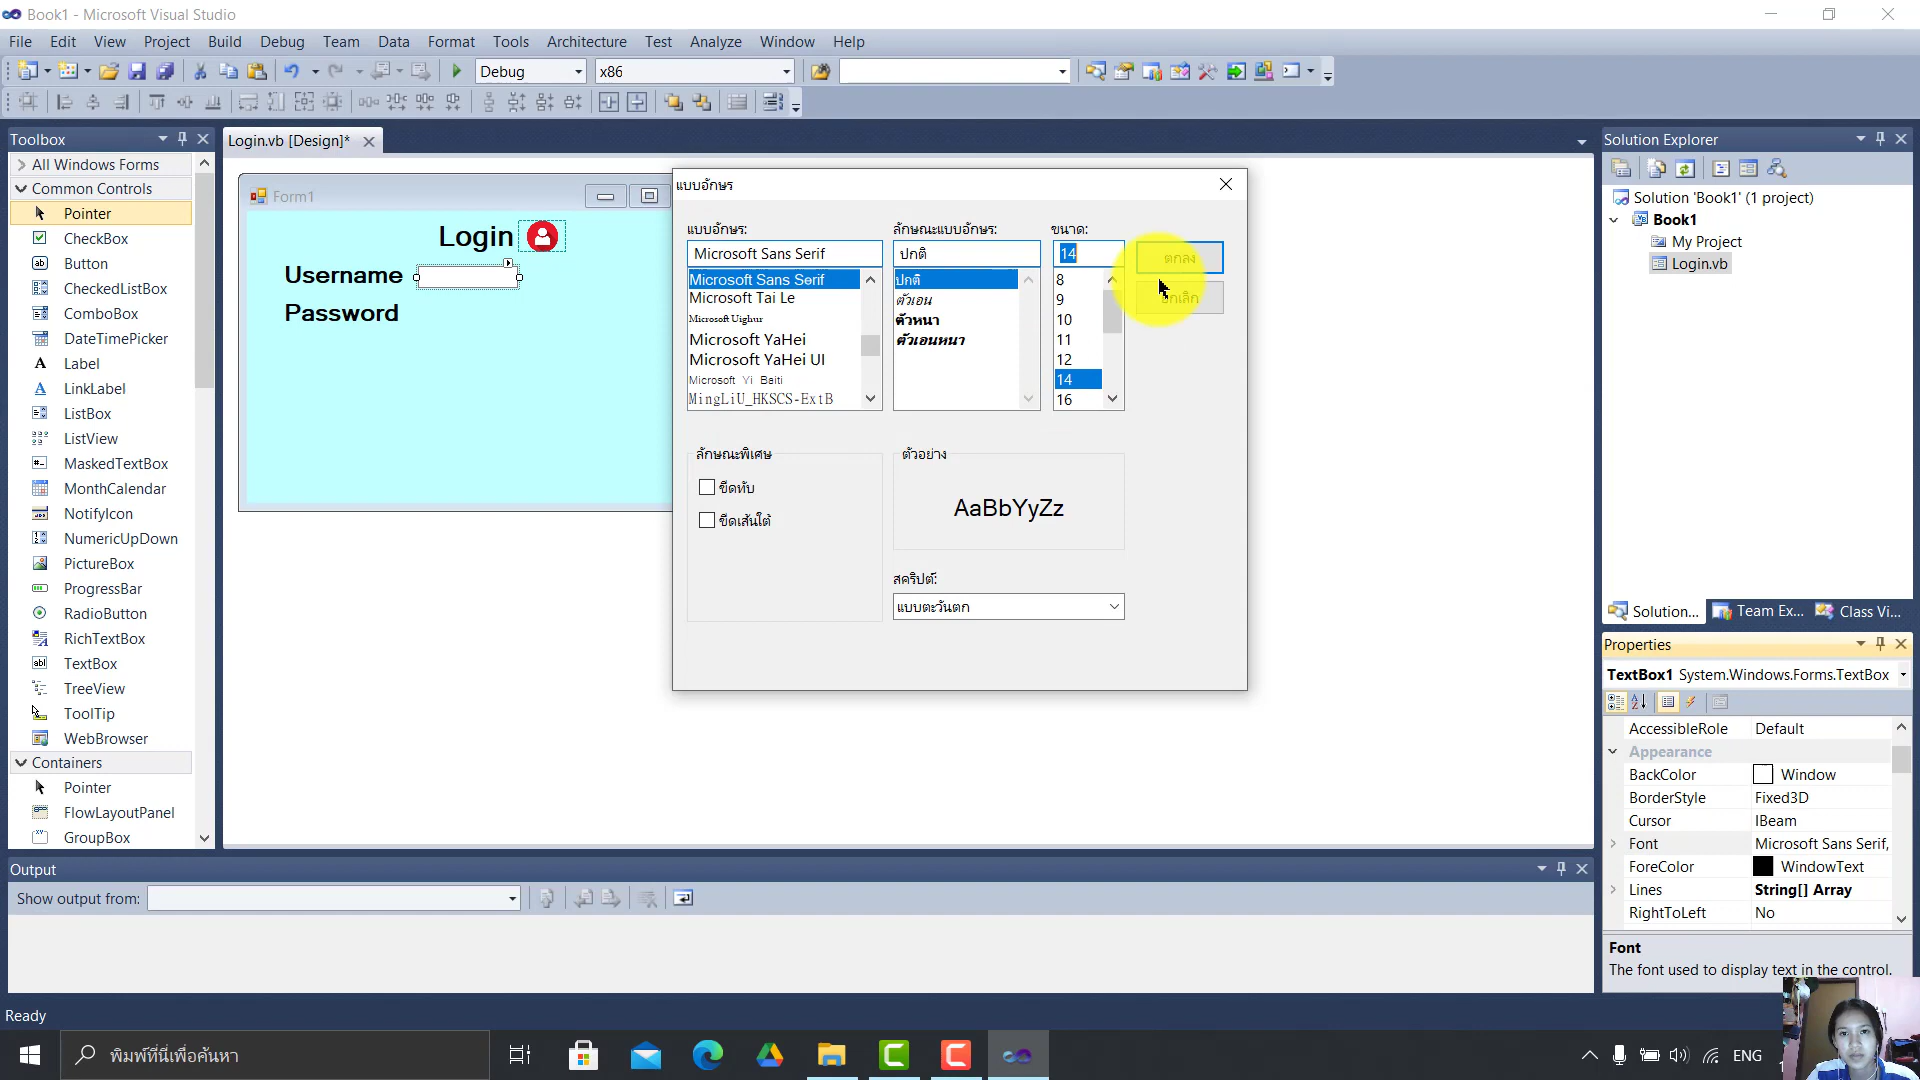 Book1 - Microsoft Visual Studio
File Edit View Project Build Debug Team Data Format Tools Architecture Test Analyze Window Help
Debug x86
Toolbox
Login.vb [Design]*
Solution Explorer
All Windows Forms
Common Controls
Pointer
CheckBox
Button
CheckedListBox
ComboBox
DateTimePicker
Label
LinkLabel
ListBox
ListView
MaskedTextBox
MonthCalendar
NotifyIcon
NumericUpDown
PictureBox
ProgressBar
RadioButton
RichTextBox
TextBox
TreeView
ToolTip
WebBrowser
Containers
Pointer
FlowLayoutPanel
GroupBox
Form1
Login
Username
Password
แบบอักษร
แบบอักษร: ลักษณะแบบอักษร: ขนาด:
Microsoft Sans Serif ปกติ 14 ตกลง
Microsoft Sans Serif
Microsoft Tai Le
Microsoft Uighur
Microsoft YaHei
Microsoft YaHei UI
Microsoft Yi Baiti
MingLiU_HKSCS-ExtB
ปกติ
ตัวเอน
ตัวหนา
ตัวเอนหนา
8
9
10
11
12
14
16
ลักษณะพิเศษ
ขีดทับ
ขีดเส้นใต้
ตัวอย่าง
AaBbYyZz
สคริปต์:
แบบตะวันตก
Solution 'Book1' (1 project)
Book1
My Project
Login.vb
Solution... Team Ex... Class Vi...
Properties
TextBox1 System.Windows.Forms.TextBox
AccessibleRole Default
Appearance
BackColor Window
BorderStyle Fixed3D
Cursor IBeam
Font Microsoft Sans Serif,
ForeColor WindowText
Lines String[] Array
RightToLeft No
Font
The font used to display text in the control.
Output
Show output from:
Ready
พิมพ์ที่นี่เพื่อค้นหา
ENG